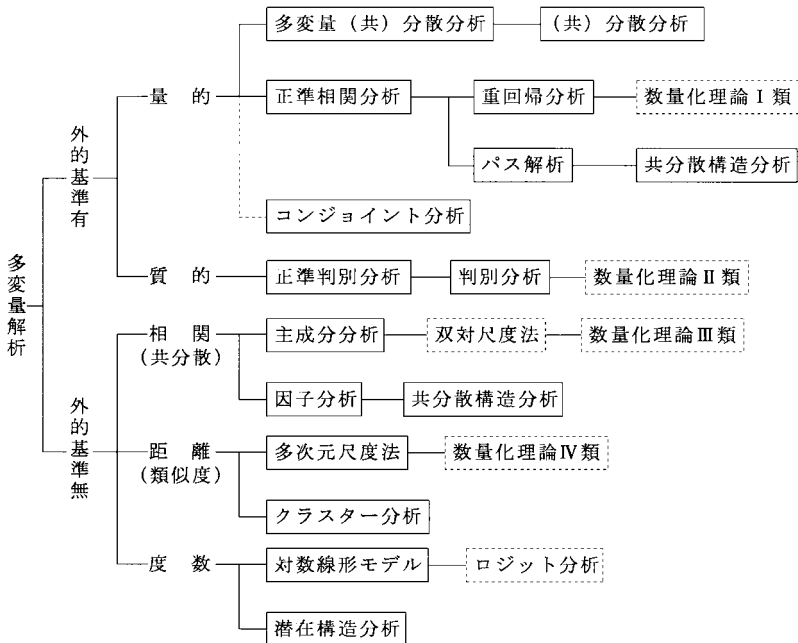 多変量解析
外的基準有
量的
多変量(共)分散分析
(共)分散分析
正準相関分析
重回帰分析
数量化理論Ⅰ類
パス解析
共分散構造分析
コンジョイント分析
質的
正準判別分析
判別分析
数量化理論Ⅱ類
外的基準無
相関
(共分散)
主成分分析
双対尺度法
数量化理論Ⅲ類
因子分析
共分散構造分析
距離
(類似度)
多次元尺度法
数量化理論Ⅳ類
クラスター分析
度数
対数線形モデル
ロジット分析
潜在構造分析